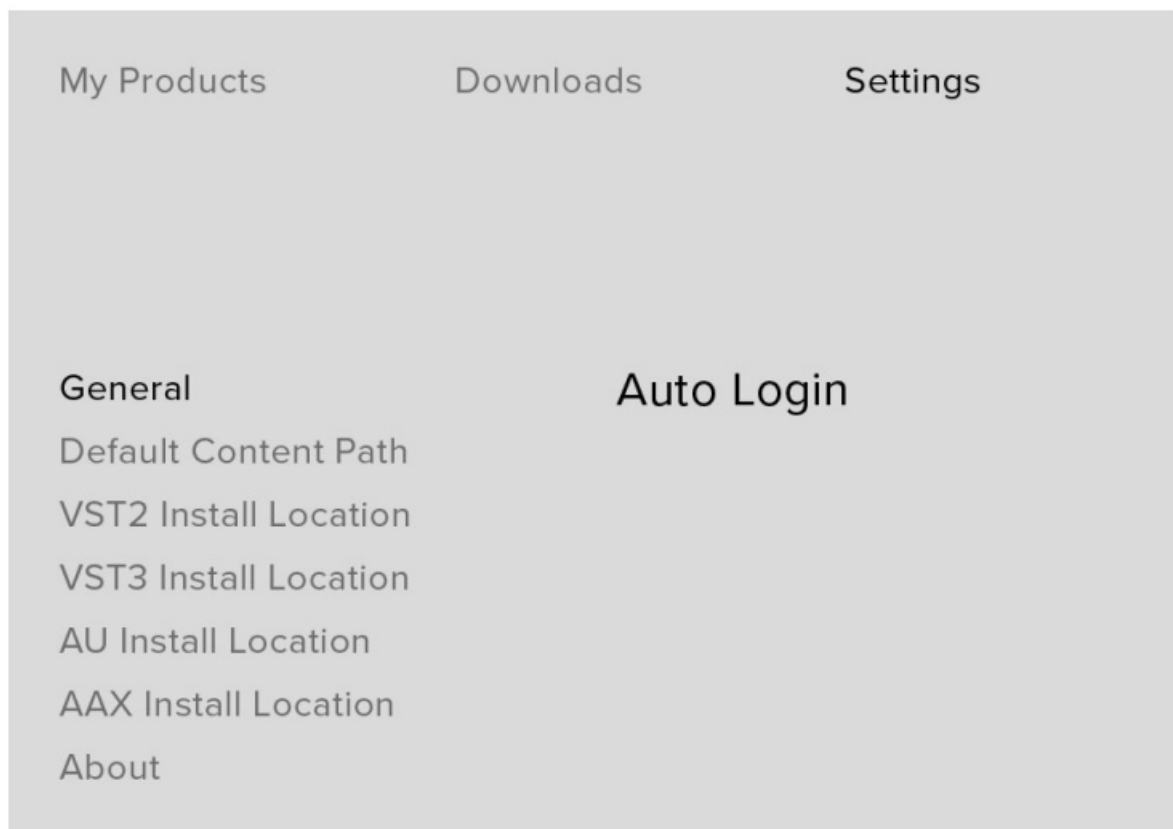 My Products Downloads Settings
General Auto Login
Default Content Path
VST2 Install Location
VST3 Install Location
AU Install Location
AAX Install Location
About